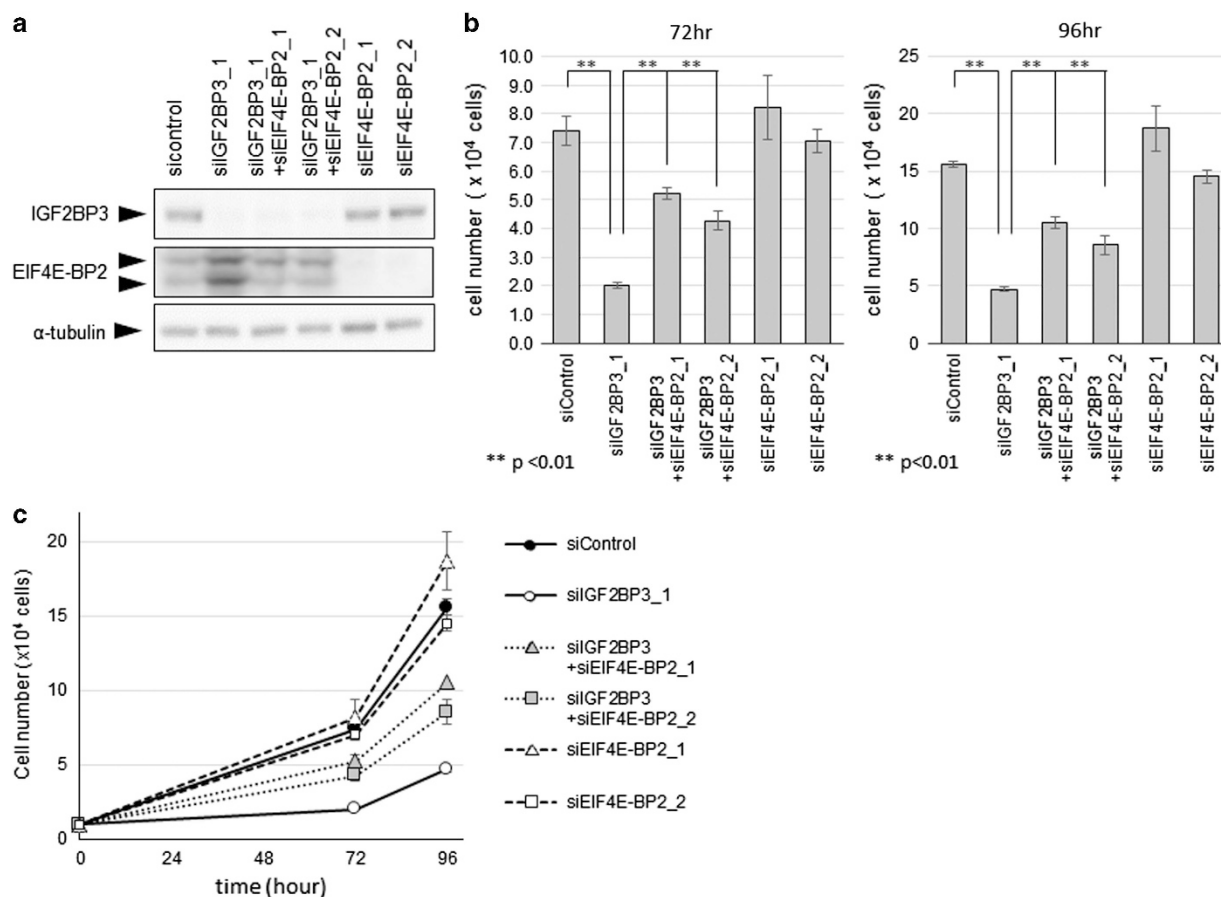 a
sicontrol
siIGF2BP3_1
siIGF2BP3_1
+siEIF4E-BP2_1
siIGF2BP3_1
+siEIF4E-BP2_2
siEIF4E-BP2_1
siEIF4E-BP2_2
IGF2BP3
EIF4E-BP2
α-tubulin
b
72hr
cell number ( x 10⁴ cells)
10.0
9.0
8.0
7.0
6.0
5.0
4.0
3.0
2.0
1.0
0.0
** ** **
siControl
siIGF2BP3_1
siIGF2BP3
+siEIF4E-BP2_1
siIGF2BP3
+siEIF4E-BP2_2
siEIF4E-BP2_1
siEIF4E-BP2_2
** p <0.01
96hr
cell number ( x 10⁴ cells)
25
20
15
10
5
0
** ** **
siControl
siIGF2BP3_1
siIGF2BP3
+siEIF4E-BP2_1
siIGF2BP3
+siEIF4E-BP2_2
siEIF4E-BP2_1
siEIF4E-BP2_2
** p<0.01
c
Cell number (x10⁴ cells)
20
15
10
5
0
0 24 48 72 96
time (hour)
siControl
siIGF2BP3_1
siIGF2BP3
+siEIF4E-BP2_1
siIGF2BP3
+siEIF4E-BP2_2
siEIF4E-BP2_1
siEIF4E-BP2_2